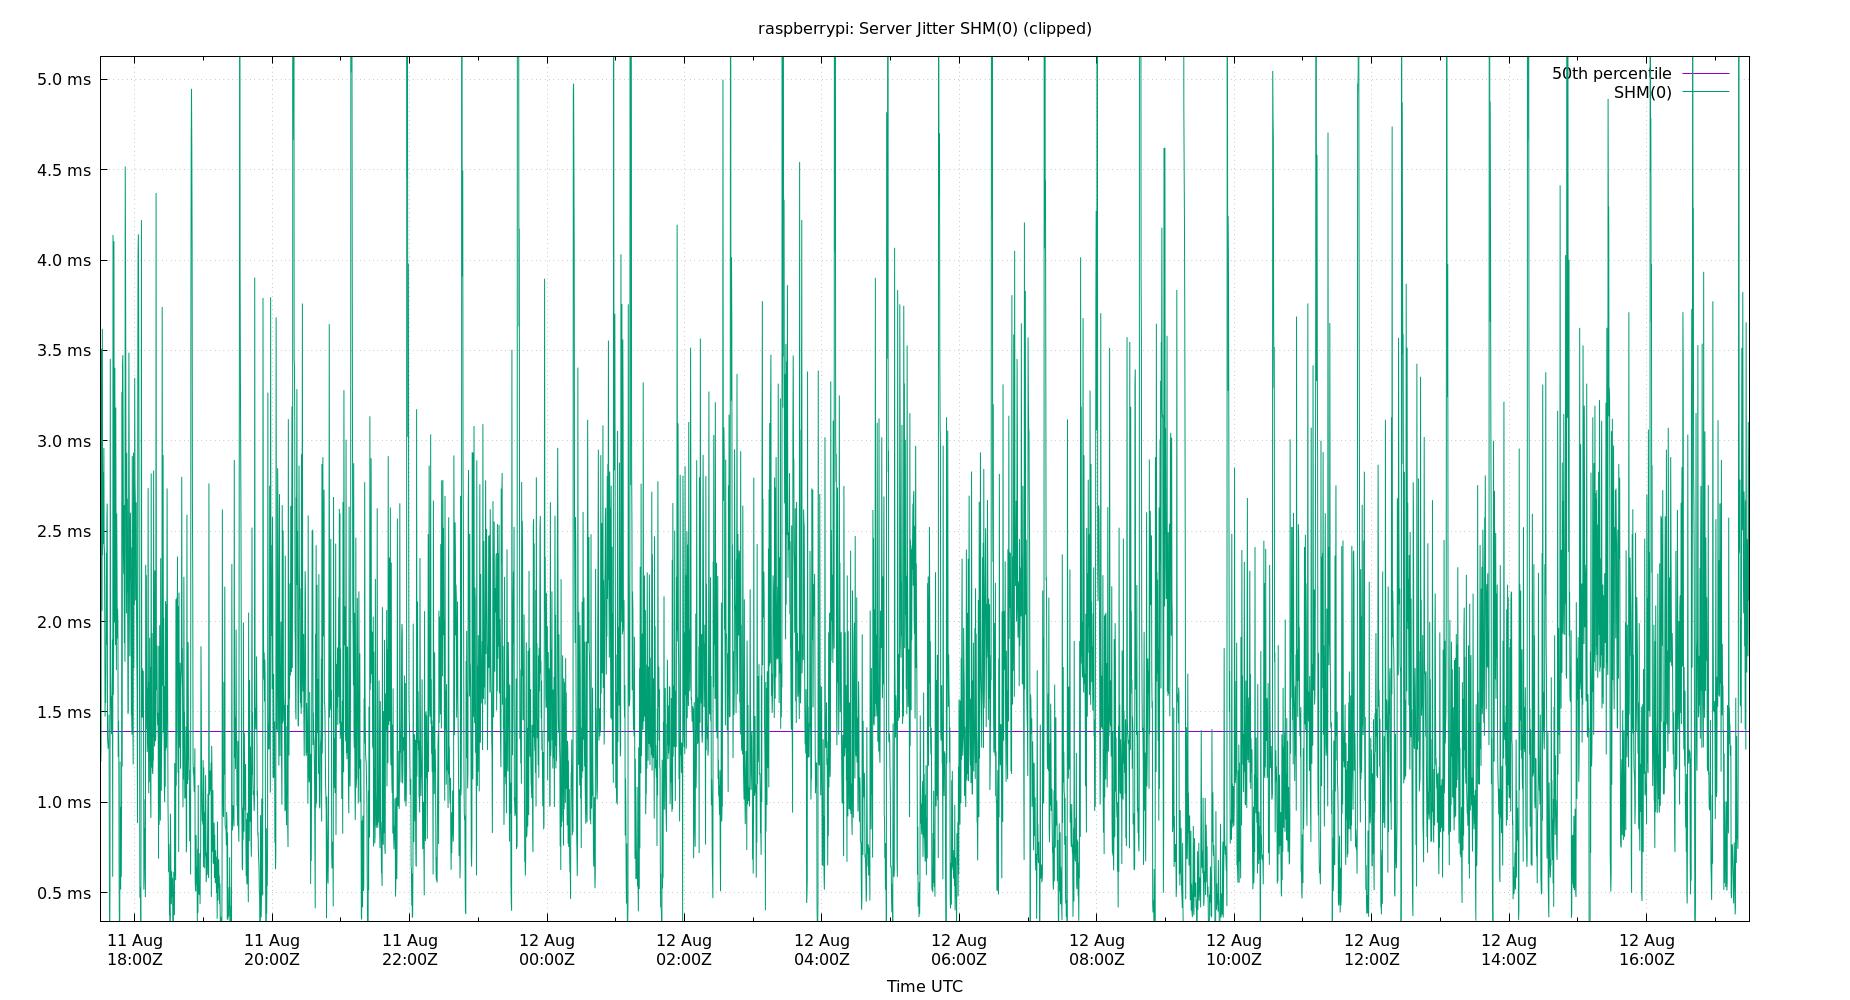 raspberrypi: Server Jitter SHM(0) (clipped)
50th percentile
SHM(0)
5.0 ms
4.5 ms
4.0 ms
3.5 ms
3.0 ms
2.5 ms
2.0 ms
1.5 ms
1.0 ms
0.5 ms
11 Aug 11 Aug 11 Aug 12 Aug 12 Aug 12 Aug 12 Aug 12 Aug 12 Aug 12 Aug 12 Aug 12 Aug
18:00Z 20:00Z 22:00Z 00:00Z 02:00Z 04:00Z 06:00Z 08:00Z 10:00Z 12:00Z 14:00Z 16:00Z
Time UTC